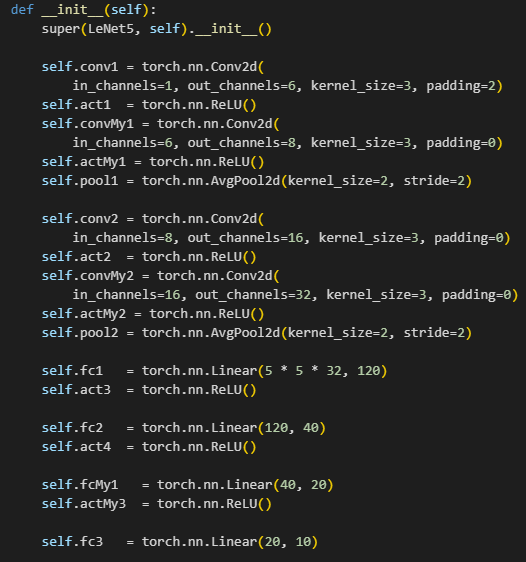 def __init__(self):
    super(LeNet5, self).__init__()

    self.conv1 = torch.nn.Conv2d(
        in_channels=1, out_channels=6, kernel_size=3, padding=2)
    self.act1  = torch.nn.ReLU()
    self.convMy1 = torch.nn.Conv2d(
        in_channels=6, out_channels=8, kernel_size=3, padding=0)
    self.actMy1 = torch.nn.ReLU()
    self.pool1 = torch.nn.AvgPool2d(kernel_size=2, stride=2)

    self.conv2 = torch.nn.Conv2d(
        in_channels=8, out_channels=16, kernel_size=3, padding=0)
    self.act2  = torch.nn.ReLU()
    self.convMy2 = torch.nn.Conv2d(
        in_channels=16, out_channels=32, kernel_size=3, padding=0)
    self.actMy2 = torch.nn.ReLU()
    self.pool2 = torch.nn.AvgPool2d(kernel_size=2, stride=2)

    self.fc1   = torch.nn.Linear(5 * 5 * 32, 120)
    self.act3  = torch.nn.ReLU()

    self.fc2   = torch.nn.Linear(120, 40)
    self.act4  = torch.nn.ReLU()

    self.fcMy1   = torch.nn.Linear(40, 20)
    self.actMy3  = torch.nn.ReLU()

    self.fc3   = torch.nn.Linear(20, 10)